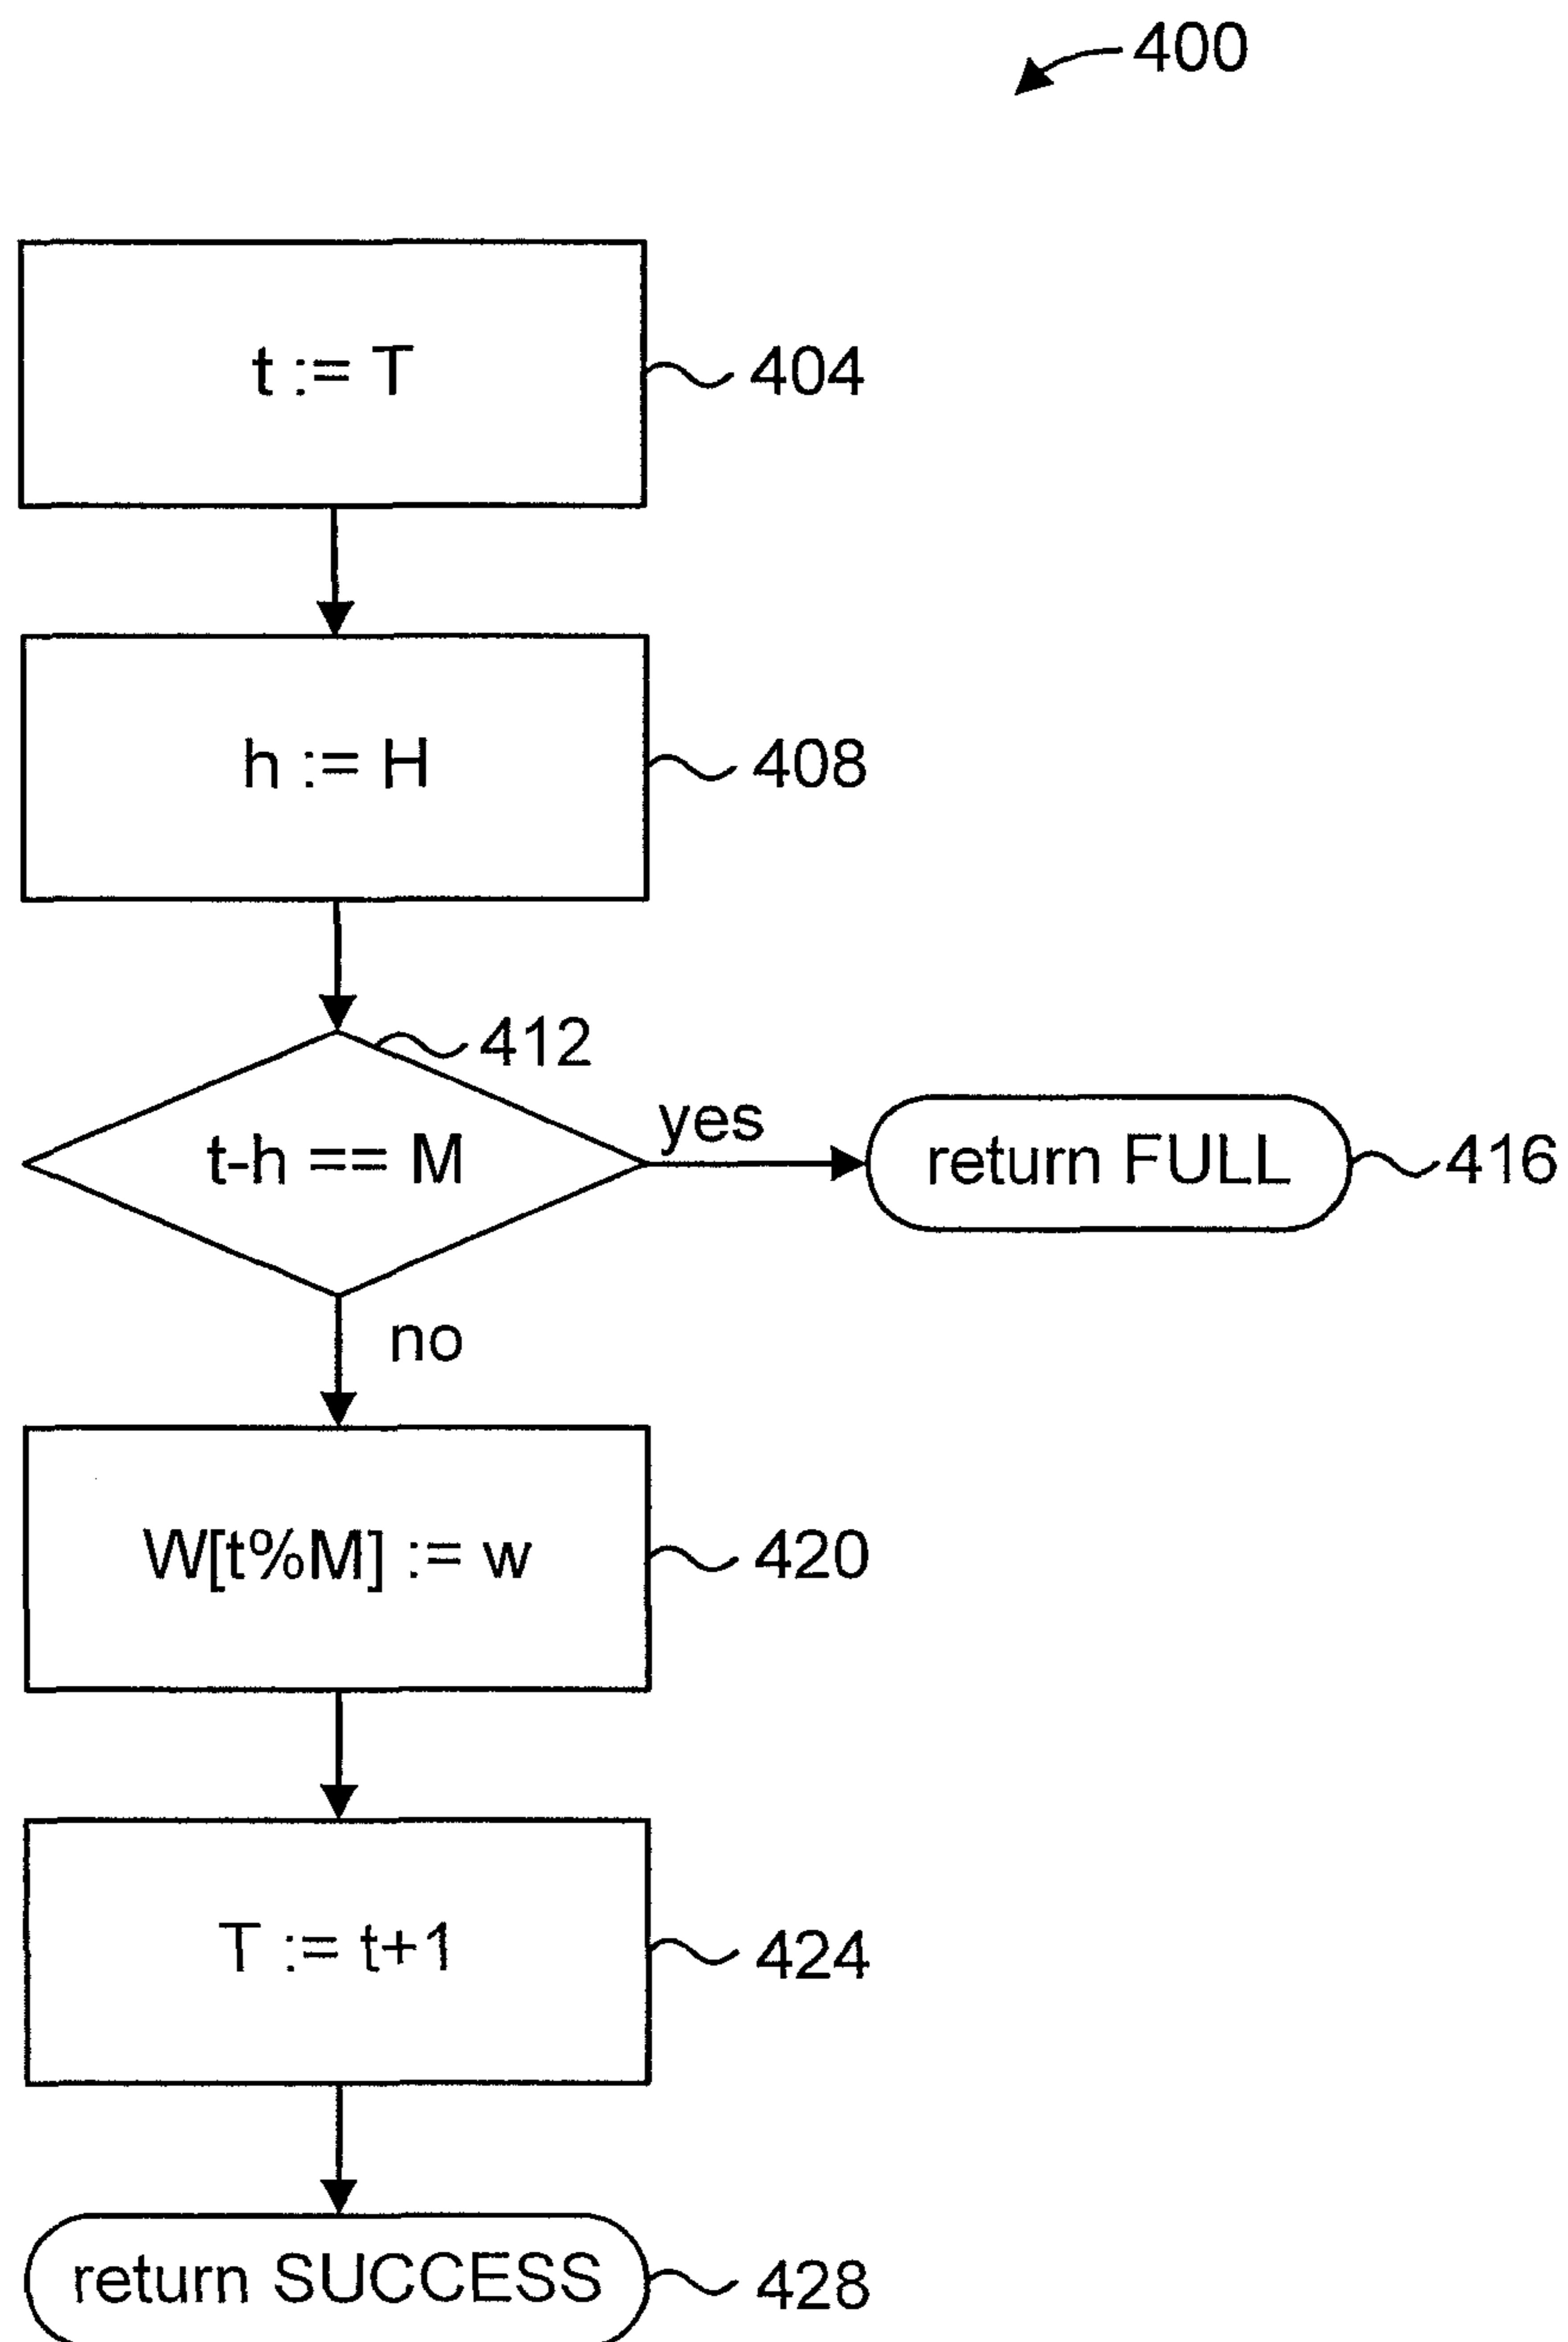 400
t := T
404
h := H
408
412
t-h == M
yes
return FULL
416
no
W[t%M] := w
420
T := t+1
424
return SUCCESS
428